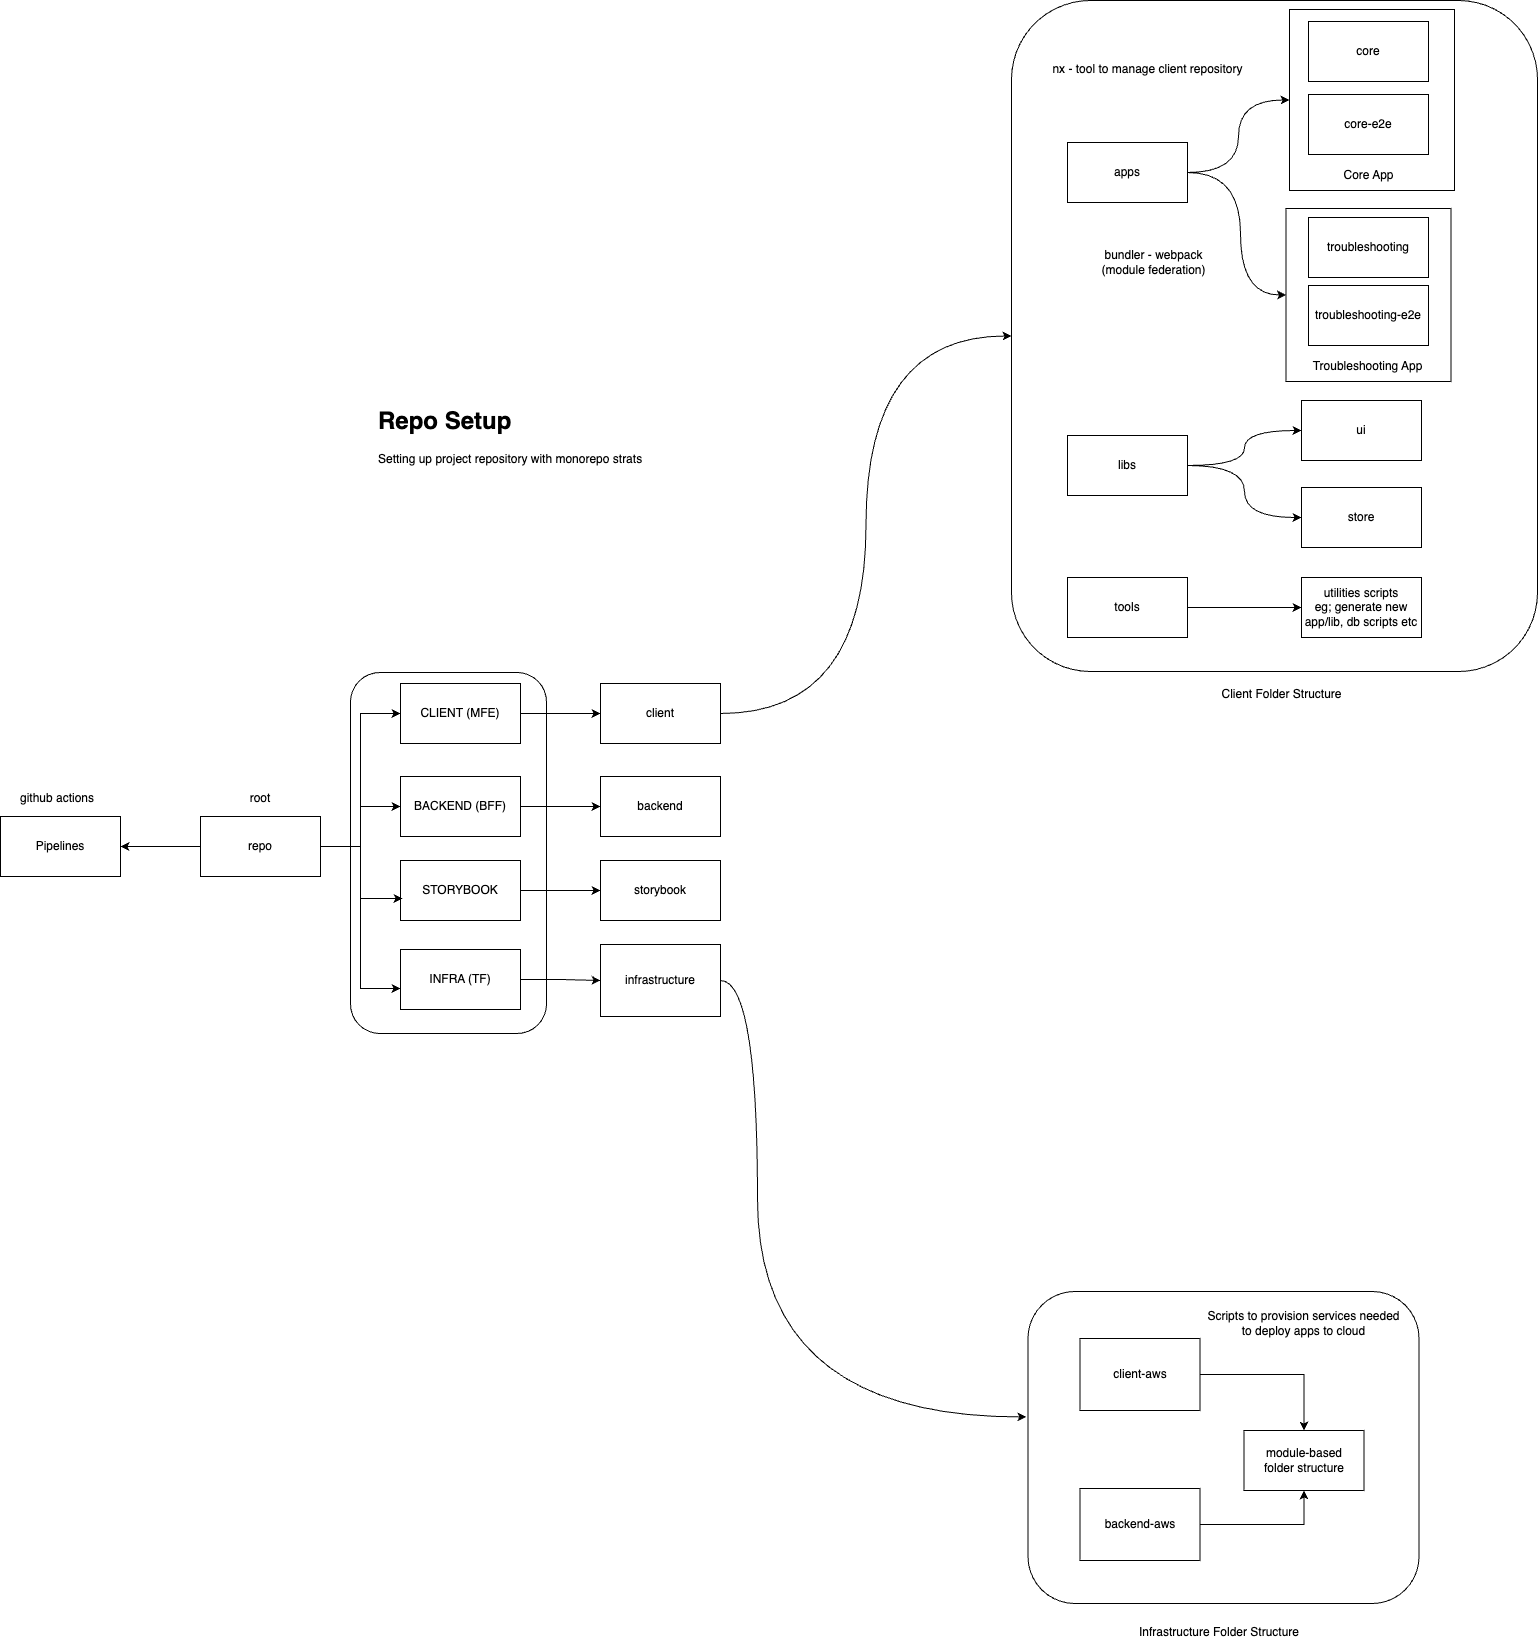 Repo Setup
Setting up project repository with monorepo strats
github actions
Pipelines
root
repo
CLIENT (MFE)
client
BACKEND (BFF)
backend
STORYBOOK
storybook
INFRA (TF)
infrastructure
nx - tool to manage client repository
apps
core
core-e2e
Core App
bundler - webpack
(module federation)
troubleshooting
troubleshooting-e2e
Troubleshooting App
libs
ui
store
tools
utilities scripts
eg; generate new
app/lib, db scripts etc
Client Folder Structure
Scripts to provision services needed
to deploy apps to cloud
client-aws
module-based
folder structure
backend-aws
Infrastructure Folder Structure